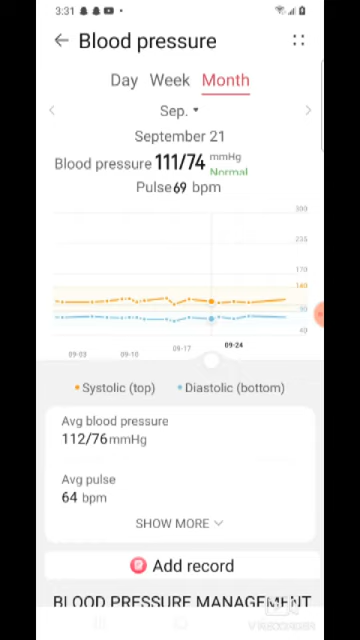 3:31
Blood pressure
Day Week Month
Sep.
September 21
Blood pressure 111/74 mmHg
Normal
Pulse 69 bpm
300
235
170
140
90
40
09-03 09-10 09-17 09-24
Systolic (top) Diastolic (bottom)
Avg blood pressure
112/76 mmHg
Avg pulse
64 bpm
SHOW MORE
Add record
BLOOD PRESSURE MANAGEMENT
V RECORDER